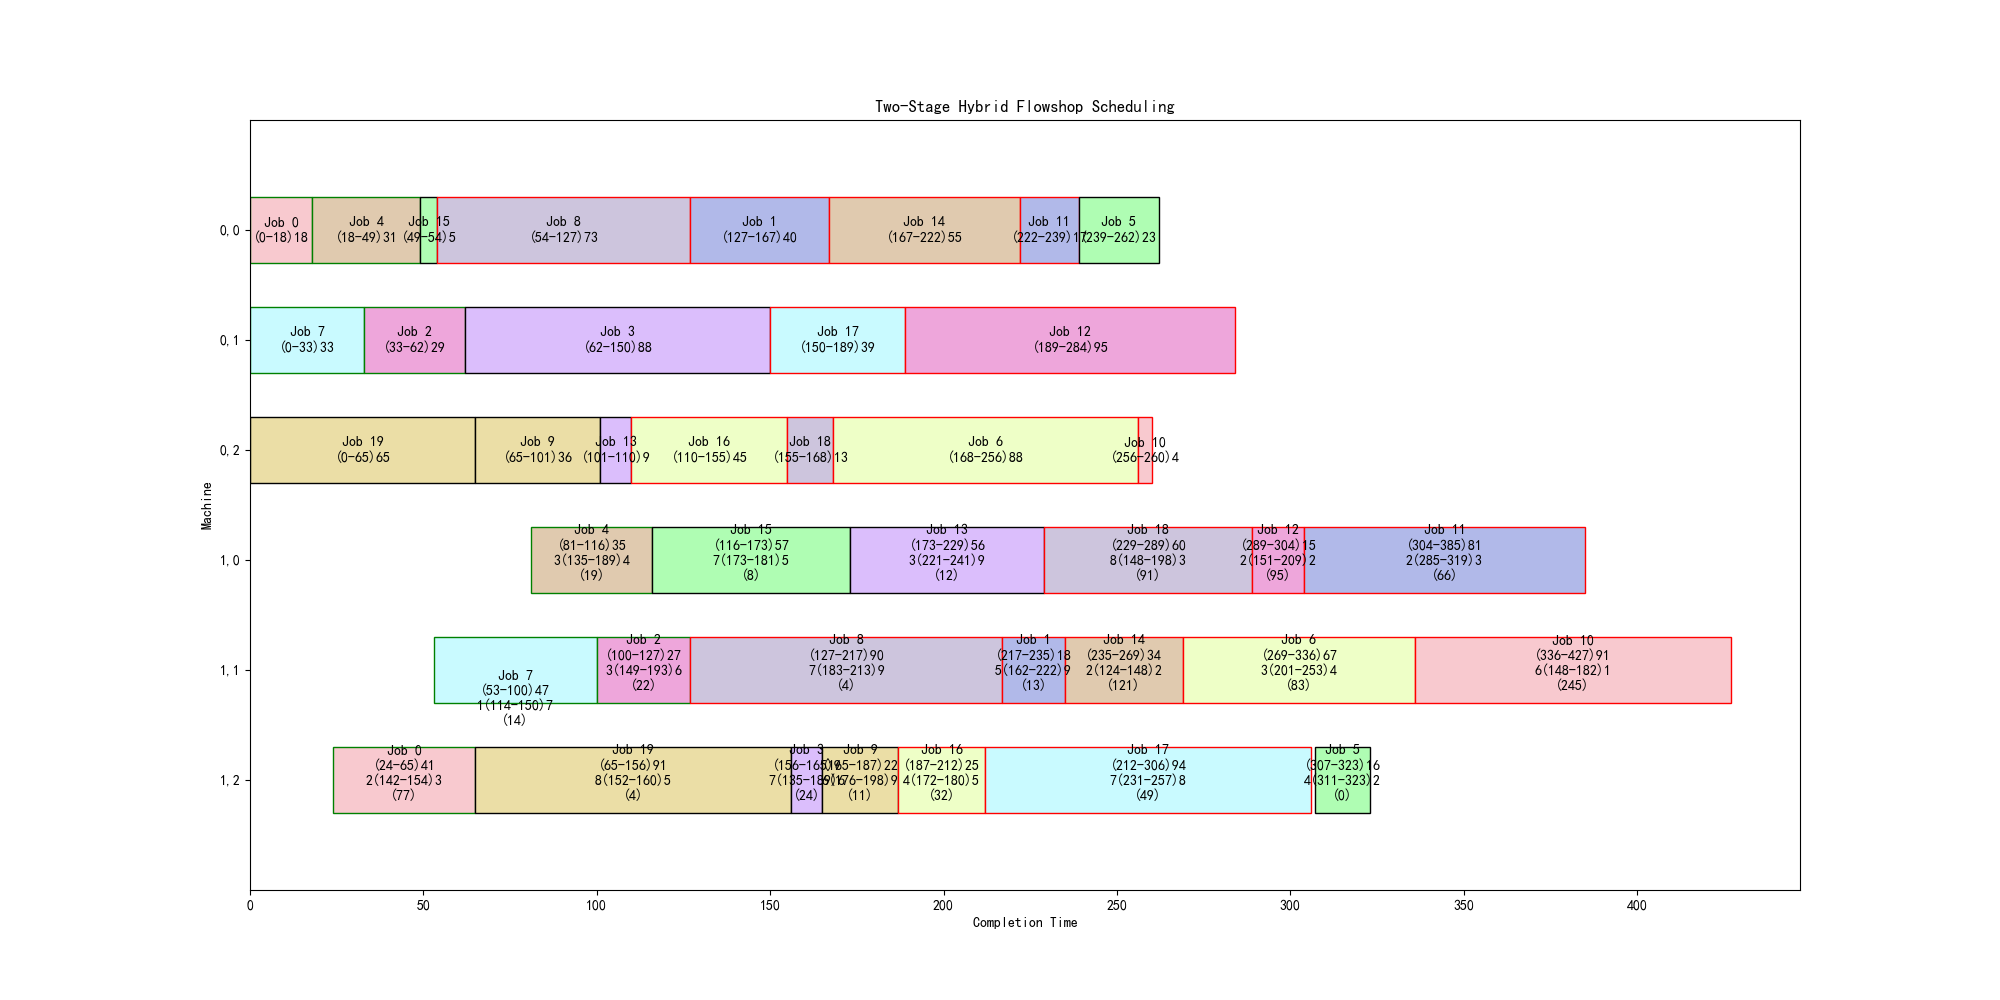 Two-Stage Hybrid Flowshop Scheduling
0,0
Job 0
(0-18)18
Job 4
(18-49)31
Job 15
(49-54)5
Job 8
(54-127)73
Job 1
(127-167)40
Job 14
(167-222)55
Job 11
(222-239)17
Job 5
(239-262)23
0,1
Job 7
(0-33)33
Job 2
(33-62)29
Job 3
(62-150)88
Job 17
(150-189)39
Job 12
(189-284)95
0,2
Job 19
(0-65)65
Job 9
(65-101)36
Job 13
(101-110)9
Job 16
(110-155)45
Job 18
(155-168)13
Job 6
(168-256)88
Job 10
(256-260)4
Machine
1,0
Job 4
(81-116)35
3(135-189)4
(19)
Job 15
(116-173)57
7(173-181)5
(8)
Job 13
(173-229)56
3(221-241)9
(12)
Job 18
(229-289)60
8(148-198)3
(91)
Job 12
(289-304)15
2(151-209)2
(95)
Job 11
(304-385)81
2(285-319)3
(66)
1,1
Job 7
(53-100)47
1(114-150)7
(14)
Job 2
(100-127)27
3(149-193)6
(22)
Job 8
(127-217)90
7(183-213)9
(4)
Job 1
(217-235)18
5(162-222)9
(13)
Job 14
(235-269)34
2(124-148)2
(121)
Job 6
(269-336)67
3(201-253)4
(83)
Job 10
(336-427)91
6(148-182)1
(245)
1,2
Job 0
(24-65)41
2(142-154)3
(77)
Job 19
(65-156)91
8(152-160)5
(4)
Job 3
(156-165)9
(24)
Job 9
(165-187)22
(11)
Job 16
(187-212)25
4(172-180)5
(32)
Job 17
(212-306)94
7(231-257)8
(49)
Job 5
(307-323)16
4(311-323)2
(0)
0
50
100
150
200
250
300
350
400
Completion Time